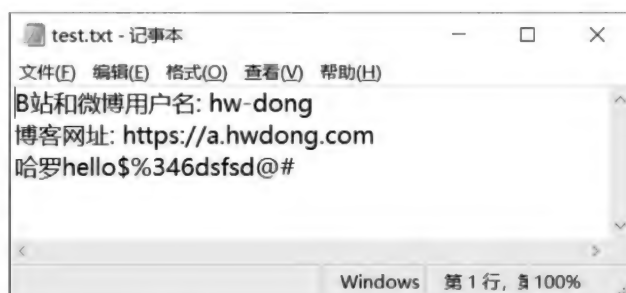 test.txt - 记事本
文件(F) 编辑(E) 格式(O) 查看(V) 帮助(H)
B站和微博用户名: hw-dong
博客网址: https://a.hwdong.com
哈罗hello$%346dsfsd@#
Windows 第 1 行, 100%